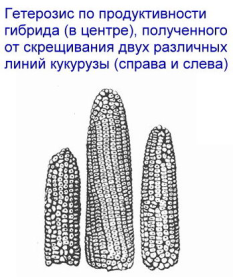 Гетерозис по продуктивности
гибрида (в центре), полученного
от скрещивания двух различных
линий кукурузы (справа и слева)